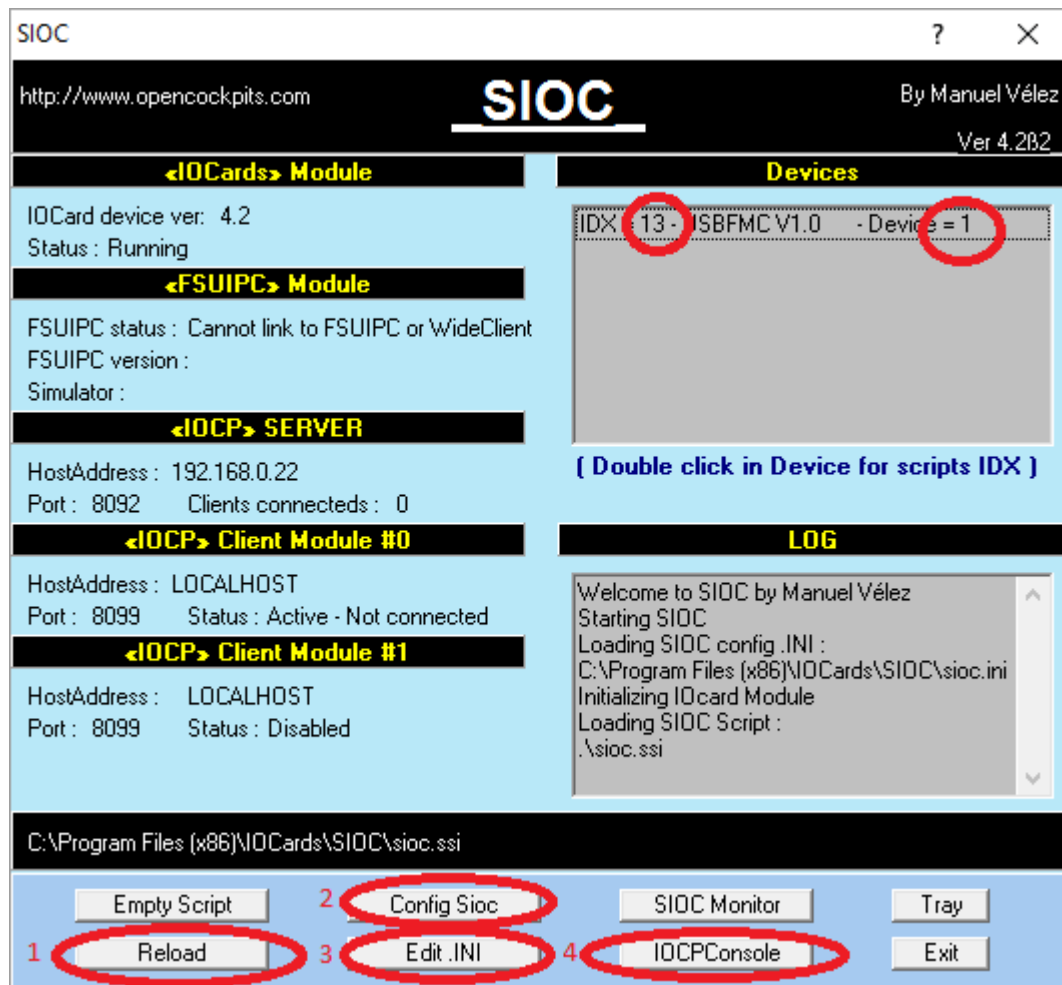 SIOC
?
http://www.opencockpits.com
SIOC
By Manuel Vélez
Ver 4.2ß2
«IOCards» Module
IOCard device ver: 4.2
Status : Running
«FSUIPC» Module
FSUIPC status : Cannot link to FSUIPC or WideClient
FSUIPC version :
Simulator :
«IOCP» SERVER
HostAddress : 192.168.0.22
Port : 8092 Clients connecteds : 0
«IOCP» Client Module #0
HostAddress : LOCALHOST
Port : 8099 Status : Active - Not connected
«IOCP» Client Module #1
HostAddress : LOCALHOST
Port : 8099 Status : Disabled
Devices
IDX = 13 - USBFMC V1.0 - Device = 1
( Double click in Device for scripts IDX )
LOG
Welcome to SIOC by Manuel Vélez
Starting SIOC
Loading SIOC config .INI :
C:\Program Files (x86)\IOCards\SIOC\sioc.ini
Initializing IOcard Module
Loading SIOC Script :
.\sioc.ssi
C:\Program Files (x86)\IOCards\SIOC\sioc.ssi
Empty Script 2 Config Sioc SIOC Monitor Tray
1 Reload 3 Edit .INI 4 IOCPConsole Exit